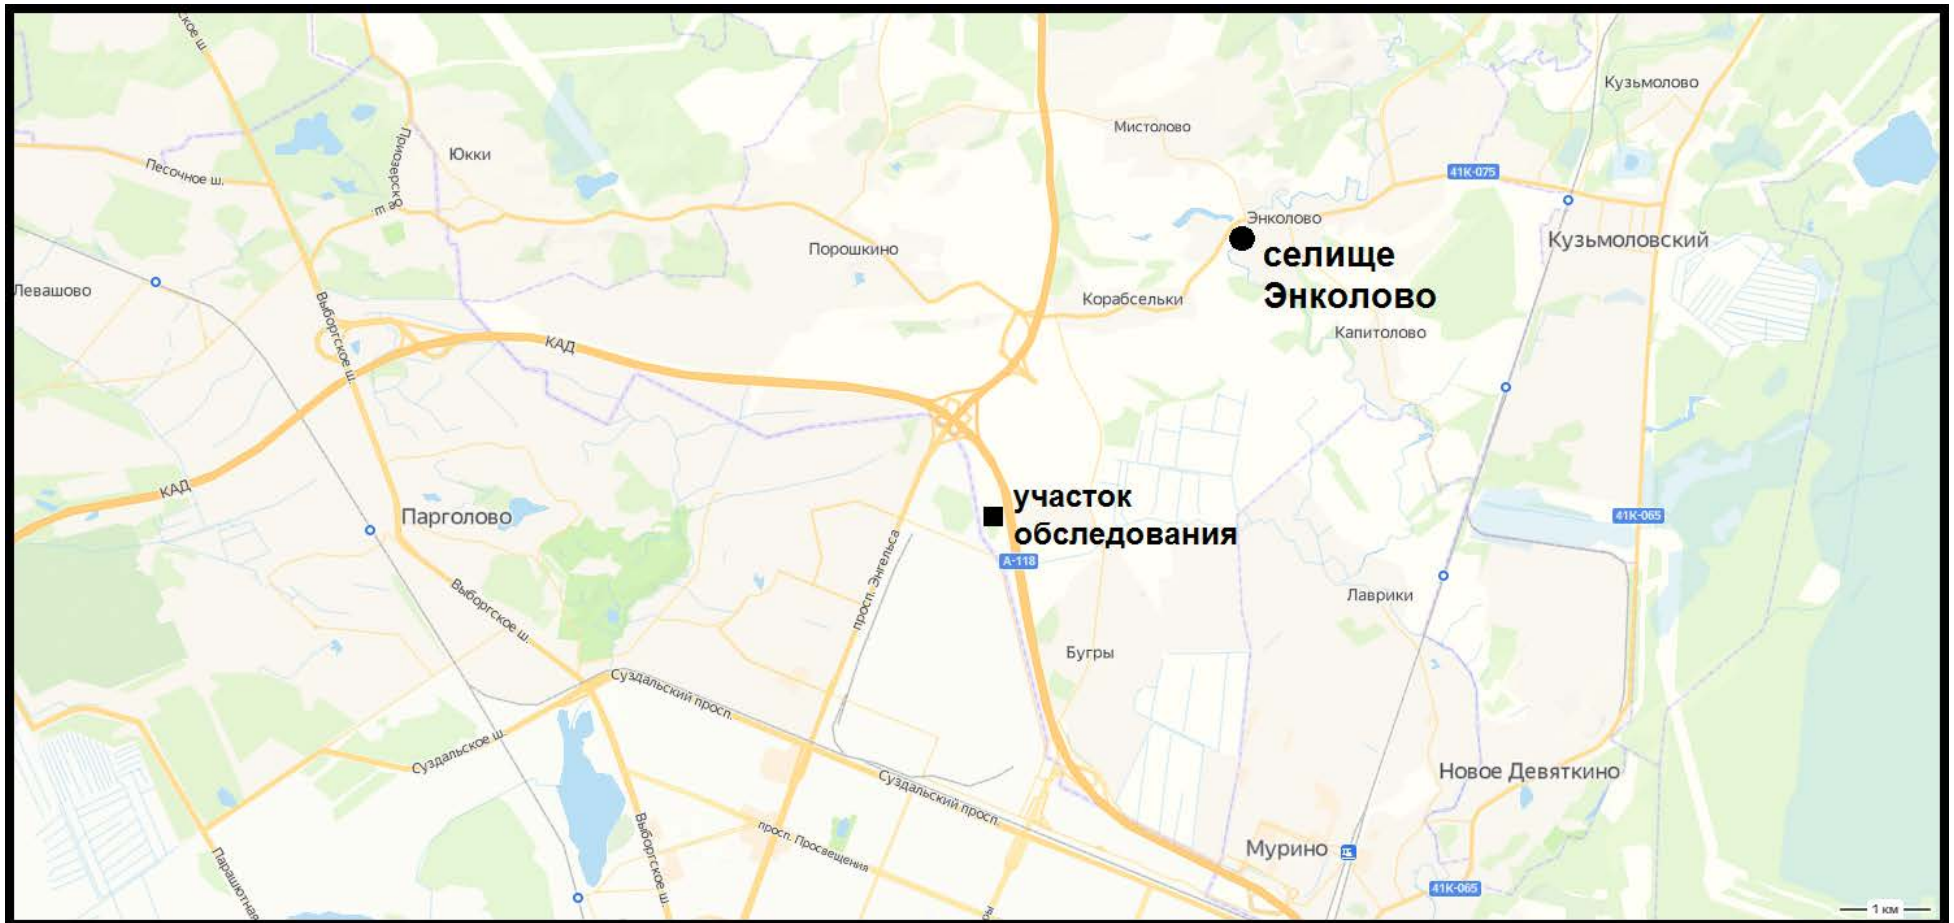 ское ш.
Кузьмолово
Мистолово
Юкки
Приозерское ш.
Песочное ш.
41К-075
Энколово
Порошкино
селище
Энколово
Кузьмоловский
Левашово
Корабсельки
Выборгское ш.
КАД
Капитолово
КАД
участок
обследования
Парголово
41К-065
А-118
просп. Энгельса
Выборгское ш.
Лаврики
Бугры
Суздальский просп.
Суздальское ш.
Новое Девяткино
Суздальский просп.
Выборгское ш.
просп. Просвещения
Мурино
Парашютная
41К-065
1 км